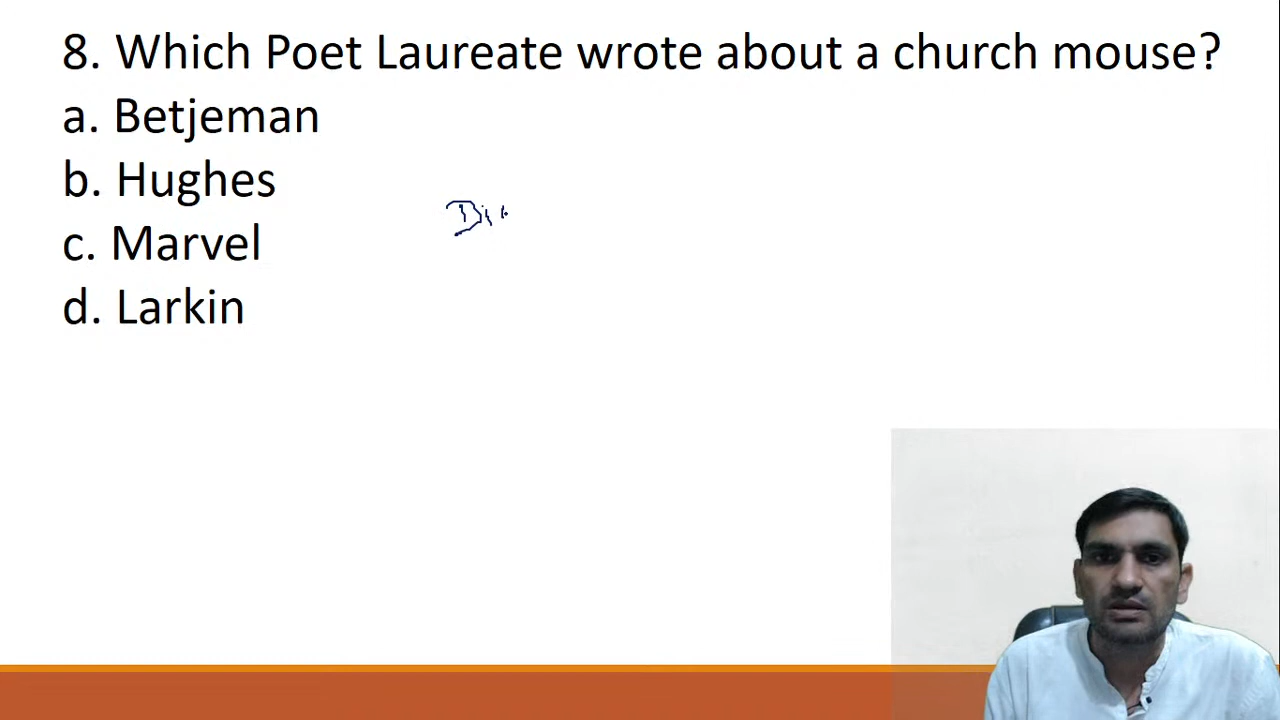 8. Which Poet Laureate wrote about a church mouse?
a. Betjeman
b. Hughes
c. Marvel
d. Larkin